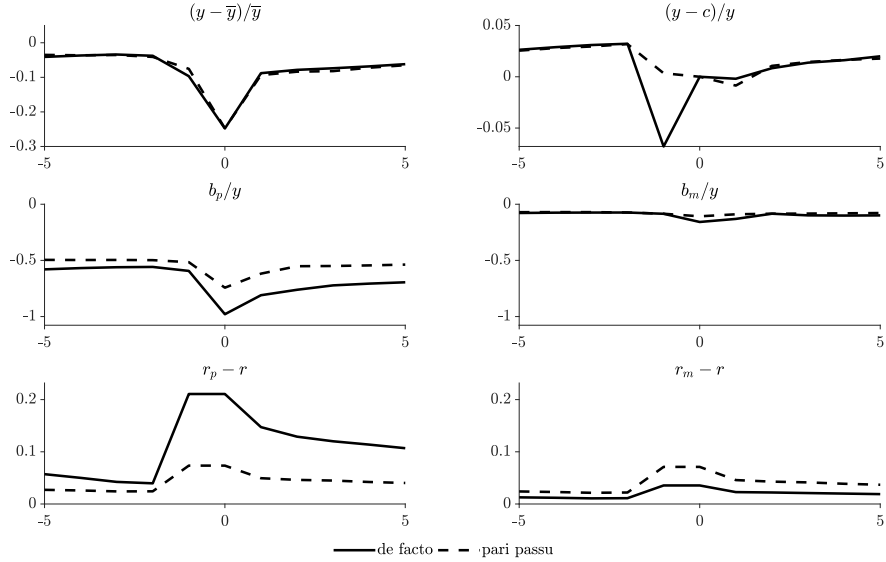 (y − y̅)/y̅
0
-0.1
-0.2
-0.3
-5 0 5
(y − c)/y
0.05
0
-0.05
-5 0 5
b_p/y
0
-0.5
-1
-5 0 5
b_m/y
0
-0.5
-1
-5 0 5
r_p − r
0.2
0.1
0
-5 0 5
r_m − r
0.2
0.1
0
-5 0 5
de facto pari passu